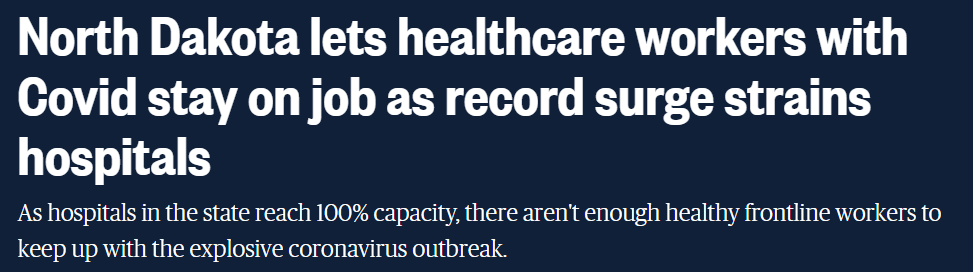 North Dakota lets healthcare workers with
Covid stay on job as record surge strains
hospitals
As hospitals in the state reach 100% capacity, there aren't enough healthy frontline workers to
keep up with the explosive coronavirus outbreak.